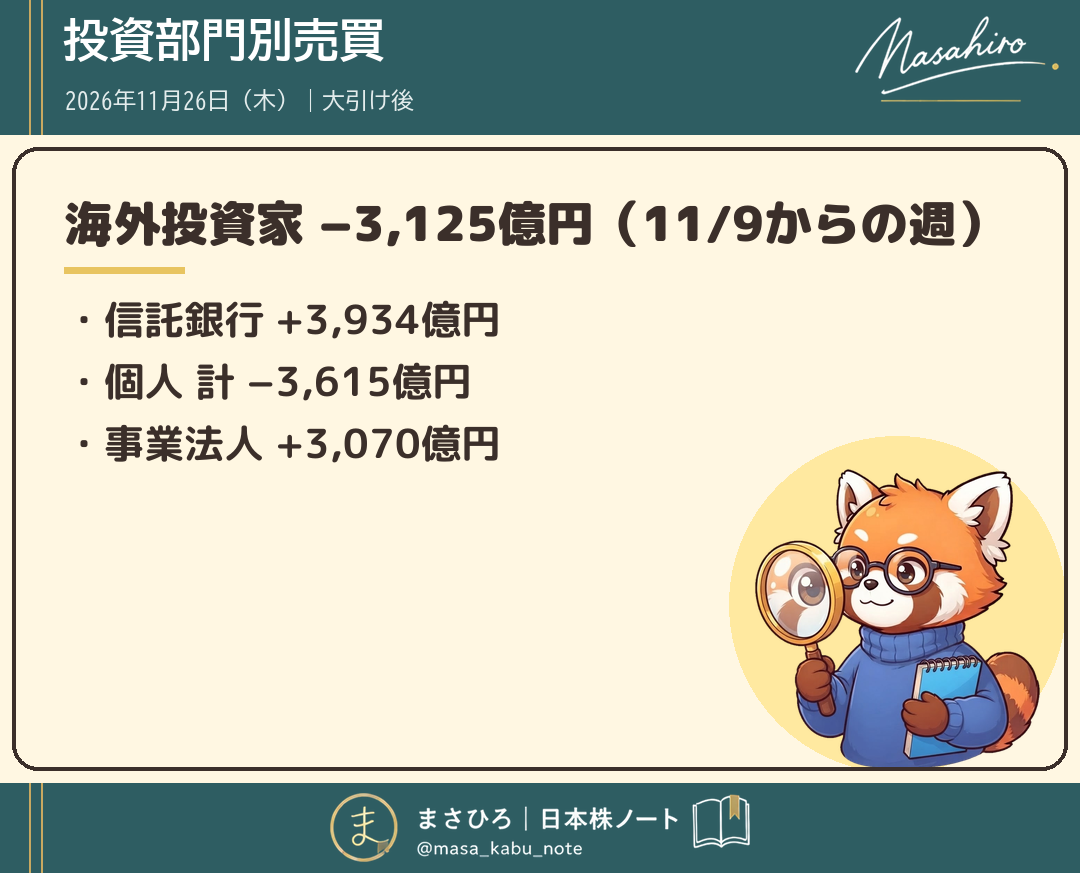 投資部門別売買
2026年11月26日（木）｜大引け後
Masahiro
海外投資家 −3,125億円（11/9からの週）
・信託銀行 +3,934億円
・個人 計 −3,615億円
・事業法人 +3,070億円
ま
まさひろ｜日本株ノート
@masa_kabu_note